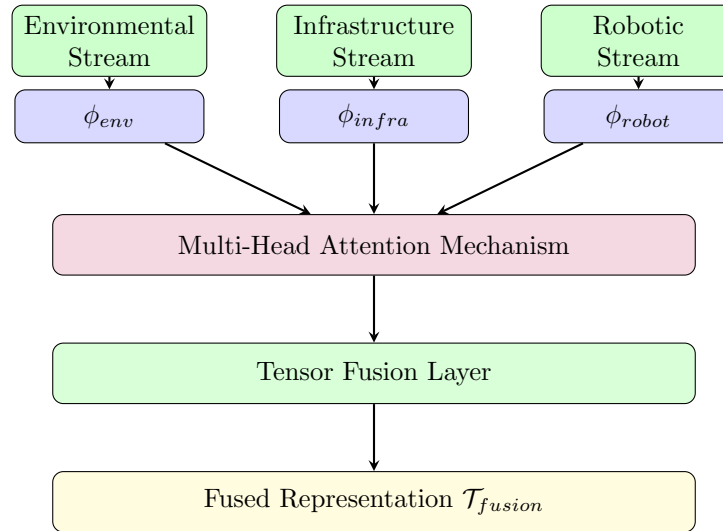 Environmental
Stream
Infrastructure
Stream
Robotic
Stream
ϕ_env
ϕ_infra
ϕ_robot
Multi-Head Attention Mechanism
Tensor Fusion Layer
Fused Representation 𝒯_fusion